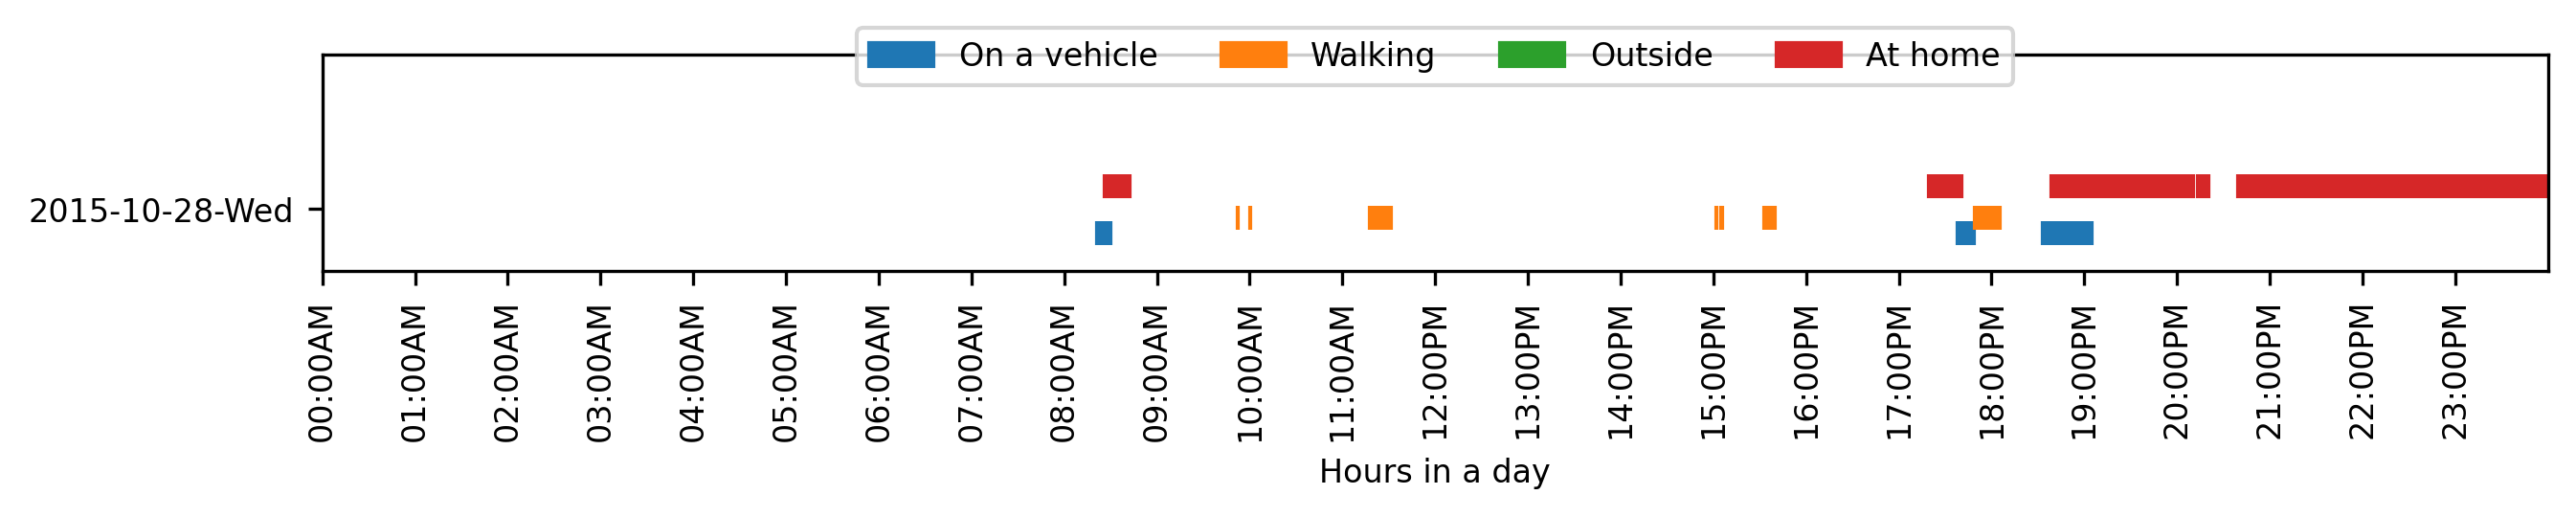 On a vehicle Walking Outside At home
2015-10-28-Wed
00:00AM 01:00AM 02:00AM 03:00AM 04:00AM 05:00AM 06:00AM 07:00AM 08:00AM 09:00AM 10:00AM 11:00AM 12:00PM 13:00PM 14:00PM 15:00PM 16:00PM 17:00PM 18:00PM 19:00PM 20:00PM 21:00PM 22:00PM 23:00PM
Hours in a day